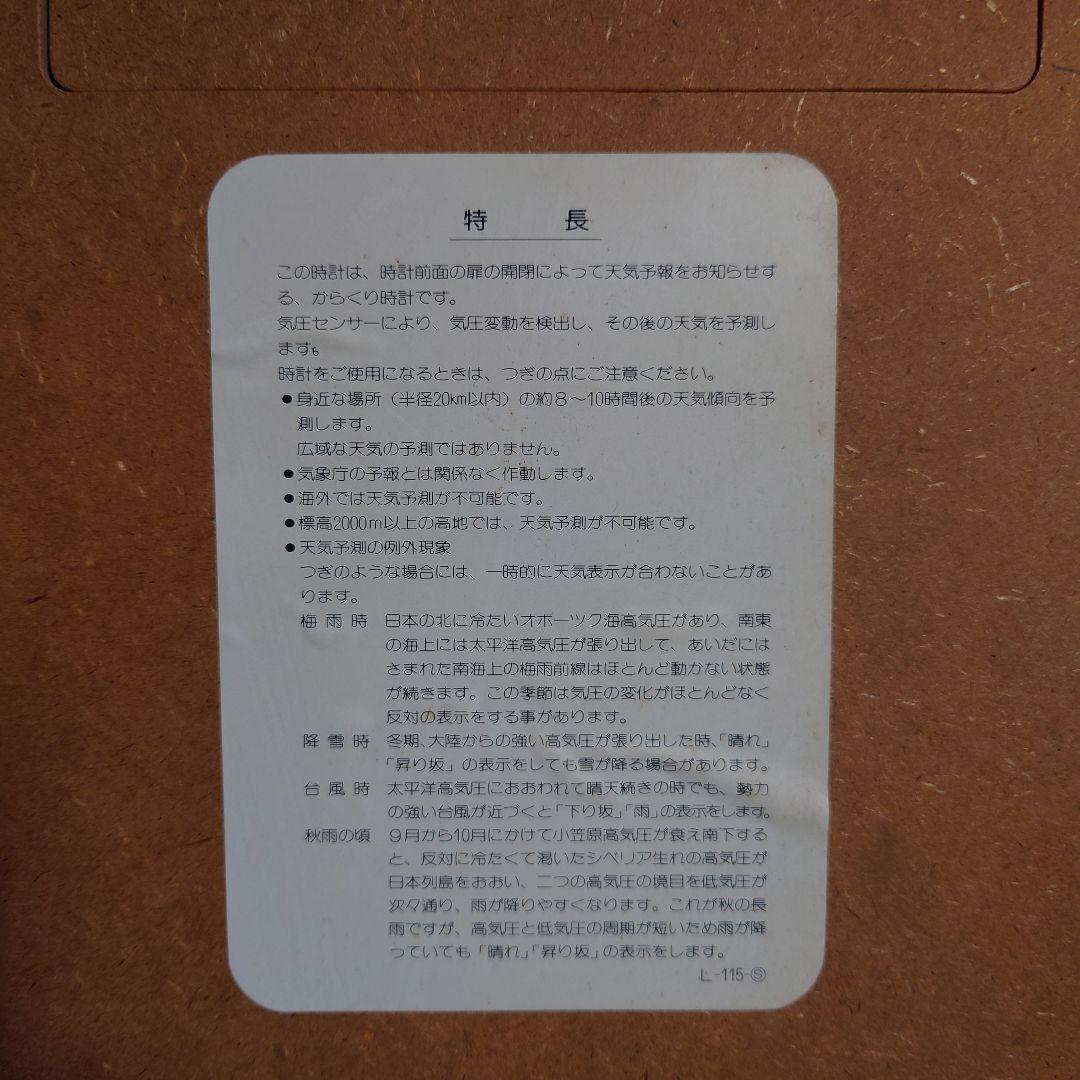 特長
この時計は、時計前面の扉の開閉によって天気予報をお知らせす
る、からくり時計です。
気圧センサーにより、気圧変動を検出し、その後の天気を予測し
ます。
時計をご使用になるときは、つぎの点にご注意ください。
●身近な場所（半径20km以内）の約8～10時間後の天気傾向を予
測します。
広域な天気の予測ではありません。
●気象庁の予報とは関係なく作動します。
●海外では天気予測が不可能です。
●標高2000m以上の高地では、天気予測が不可能です。
●天気予測の例外現象
つぎのような場合には、一時的に天気表示が合わないことがあ
ります。
梅雨時 日本の北に冷たいオホーツク海高気圧があり、南東
の海上には太平洋高気圧が張り出して、あいだには
さまれた南海上の梅雨前線はほとんど動かない状態
が続きます。この季節は気圧の変化がほとんどなく
反対の表示をする事があります。
降雪時 冬期、大陸からの強い高気圧が張り出した時、「晴れ」
「昇り坂」の表示をしても雪が降る場合があります。
台風時 太平洋高気圧におおわれて晴天続きの時でも、勢力
の強い台風が近づくと「下り坂」「雨」の表示をします。
秋雨の頃 9月から10月にかけて小笠原高気圧が衰え南下する
と、反対に冷たくて渇いたシベリア生れの高気圧が
日本列島をおおい、二つの高気圧の境目を低気圧が
次々通り、雨が降りやすくなります。これが秋の長
雨ですが、高気圧と低気圧の周期が短いため雨が降
っていても「晴れ」「昇り坂」の表示をします。
L-115-Ⓢ